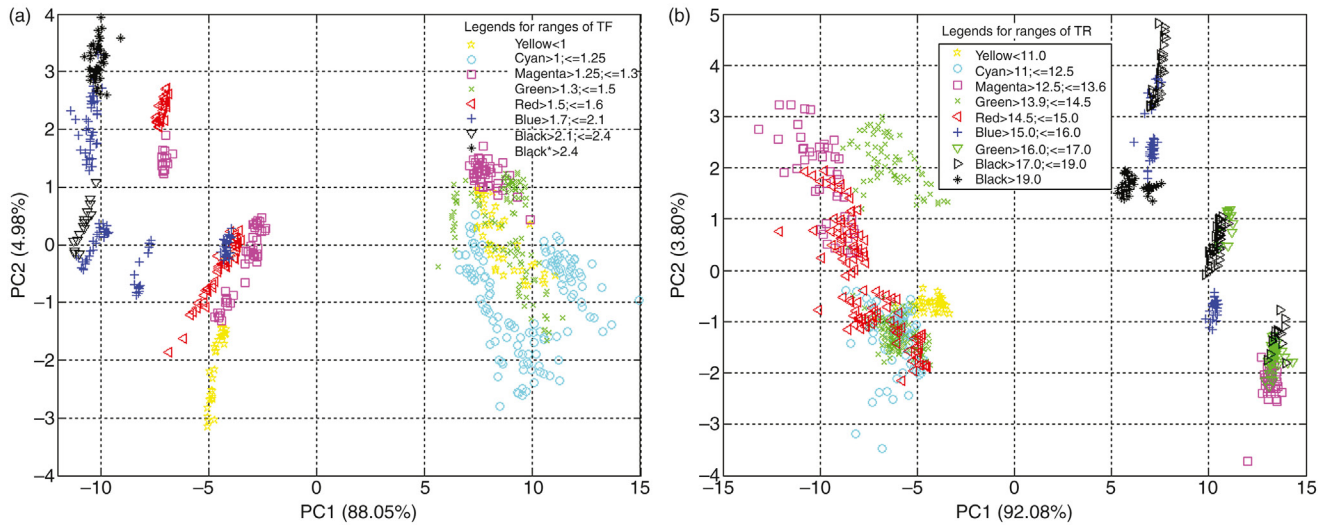 (a)
Legends for ranges of TF
Yellow<1
Cyan>1;<=1.25
Magenta>1.25;<=1.3
Green>1.3;<=1.5
Red>1.5;<=1.6
Blue>1.7;<=2.1
Black>2.1;<=2.4
Black*>2.4
4
3
2
1
0
−1
−2
−3
−4
PC2 (4.98%)
−10
−5
0
5
10
15
PC1 (88.05%)
(b)
Legends for ranges of TR
Yellow<11.0
Cyan>11;<=12.5
Magenta>12.5;<=13.6
Green>13.9;<=14.5
Red>14.5;<=15.0
Blue>15.0;<=16.0
Green>16.0;<=17.0
Black>17.0;<=19.0
Black>19.0
5
4
3
2
1
0
−1
−2
−3
−4
PC2 (3.80%)
−15
−10
−5
0
5
10
15
PC1 (92.08%)